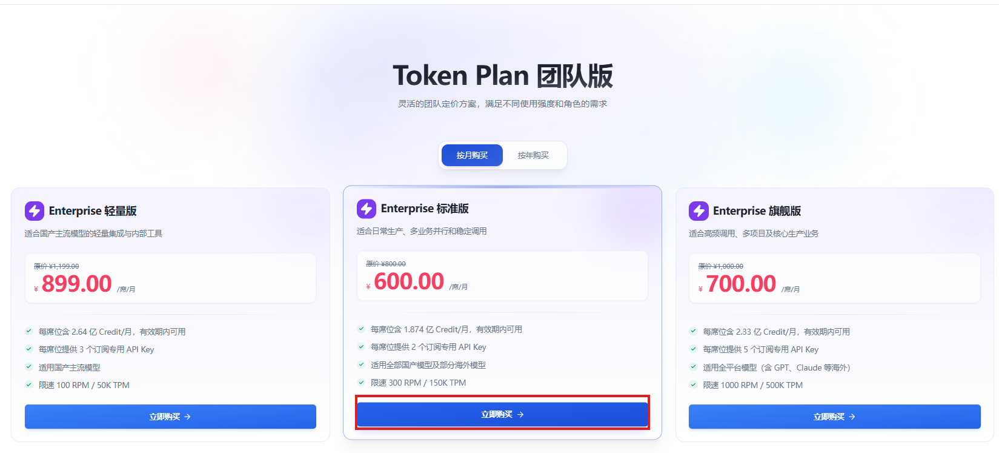 Token Plan 团队版
灵活的团队定价方案，满足不同使用强度和角色的需求
按月购买
按年购买
Enterprise 轻量版
适合国产主流模型的轻量集成与内部工具
原价 ¥1,199.00
¥ 899.00 /席/月
每席位含 2.64 亿 Credit/月，有效期内可用
每席位提供 3 个订阅专用 API Key
适用国产主流模型
限速 100 RPM / 50K TPM
立即购买 →
Enterprise 标准版
适合日常生产、多业务并行和稳定调用
原价 ¥800.00
¥ 600.00 /席/月
每席位含 1.874 亿 Credit/月，有效期内可用
每席位提供 2 个订阅专用 API Key
适用全部国产模型及部分海外模型
限速 300 RPM / 150K TPM
立即购买 →
Enterprise 旗舰版
适合高频调用、多项目及核心生产业务
原价 ¥1,000.00
¥ 700.00 /席/月
每席位含 2.33 亿 Credit/月，有效期内可用
每席位提供 5 个订阅专用 API Key
适用全平台模型（含 GPT、Claude 等海外）
限速 1000 RPM / 500K TPM
立即购买 →